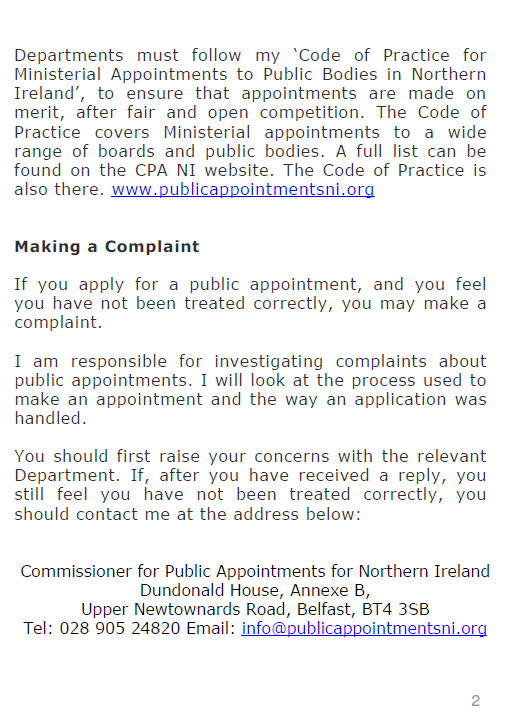 Departments must follow my ‘Code of Practice for
Ministerial Appointments to Public Bodies in Northern
Ireland’, to ensure that appointments are made on
merit, after fair and open competition. The Code of
Practice covers Ministerial appointments to a wide
range of boards and public bodies. A full list can be
found on the CPA NI website. The Code of Practice is
also there. www.publicappointmentsni.org
Making a Complaint
If you apply for a public appointment, and you feel
you have not been treated correctly, you may make a
complaint.
I am responsible for investigating complaints about
public appointments. I will look at the process used to
make an appointment and the way an application was
handled.
You should first raise your concerns with the relevant
Department. If, after you have received a reply, you
still feel you have not been treated correctly, you
should contact me at the address below:
Commissioner for Public Appointments for Northern Ireland
Dundonald House, Annexe B,
Upper Newtownards Road, Belfast, BT4 3SB
Tel: 028 905 24820 Email: info@publicappointmentsni.org
2